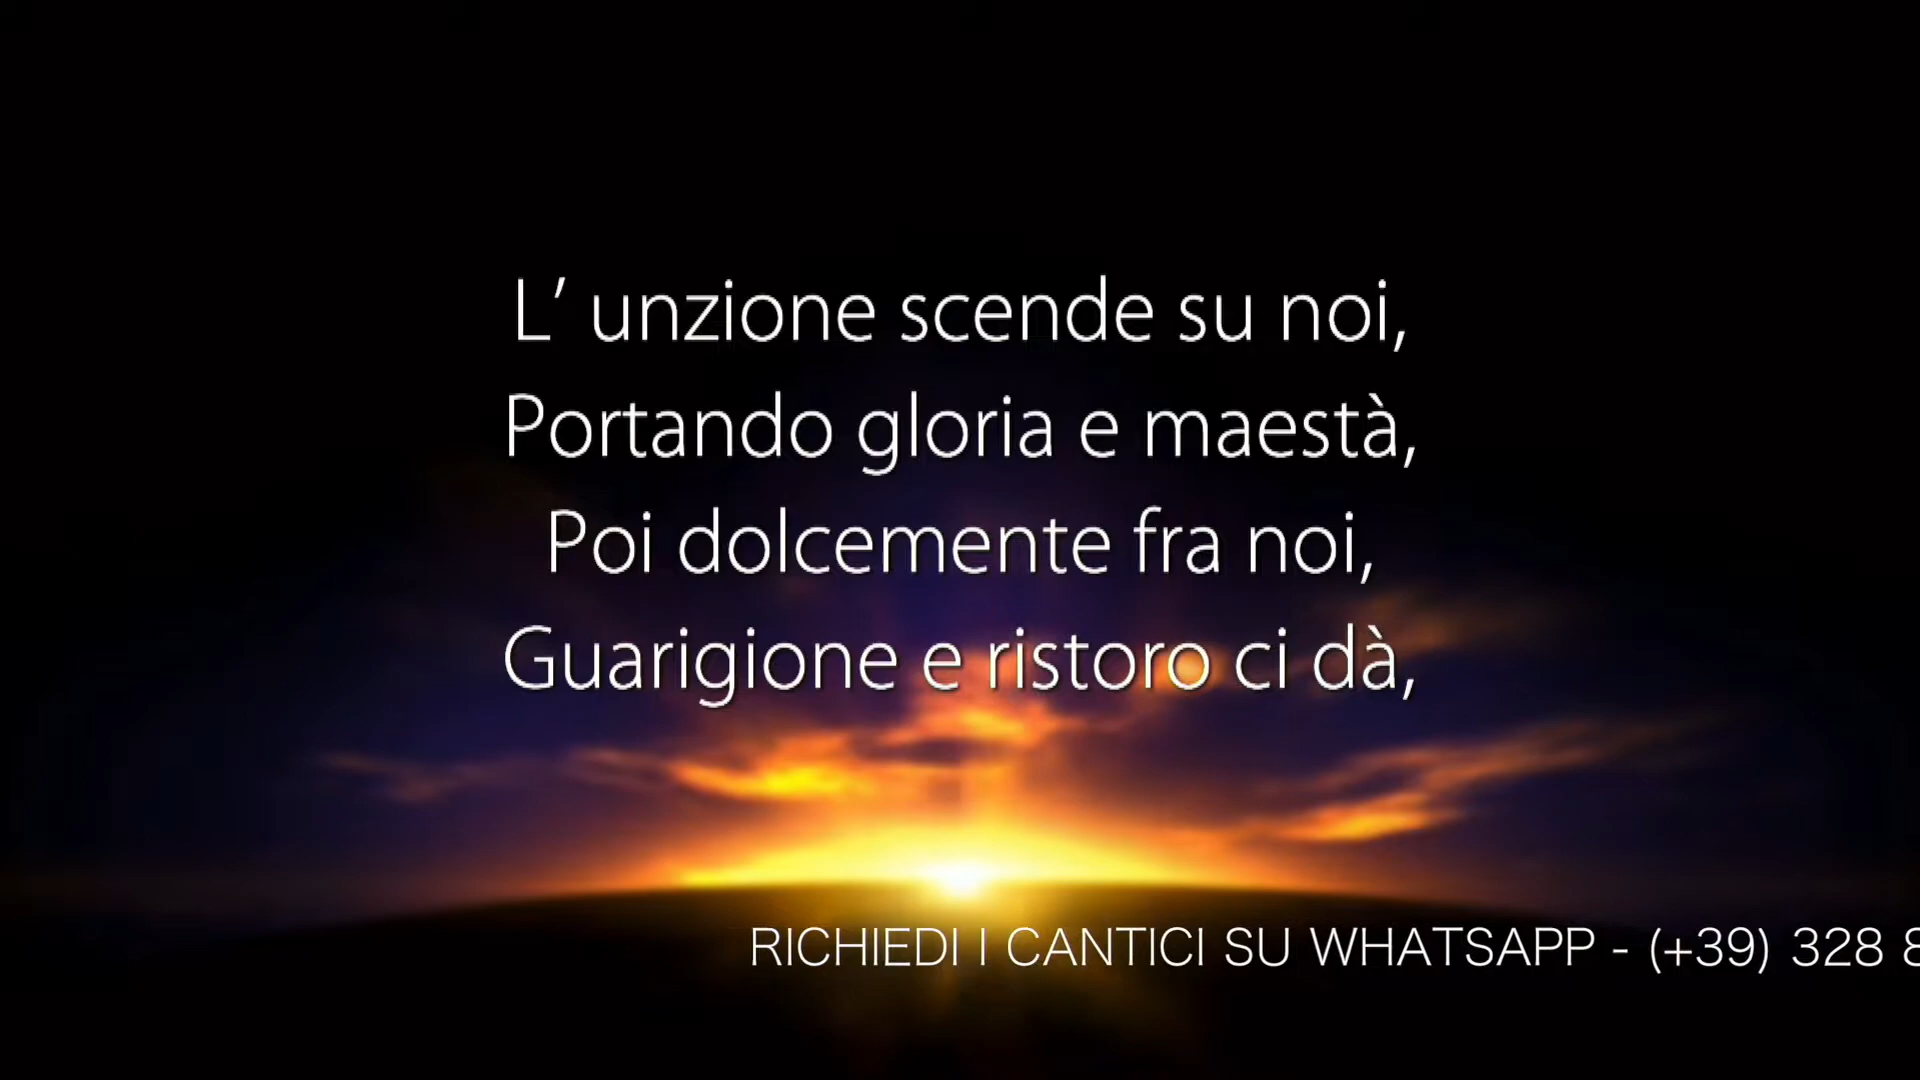 L’ unzione scende su noi,
Portando gloria e maestà,
Poi dolcemente fra noi,
Guarigione e ristoro ci dà,
RICHIEDI I CANTICI SU WHATSAPP - (+39) 328 8